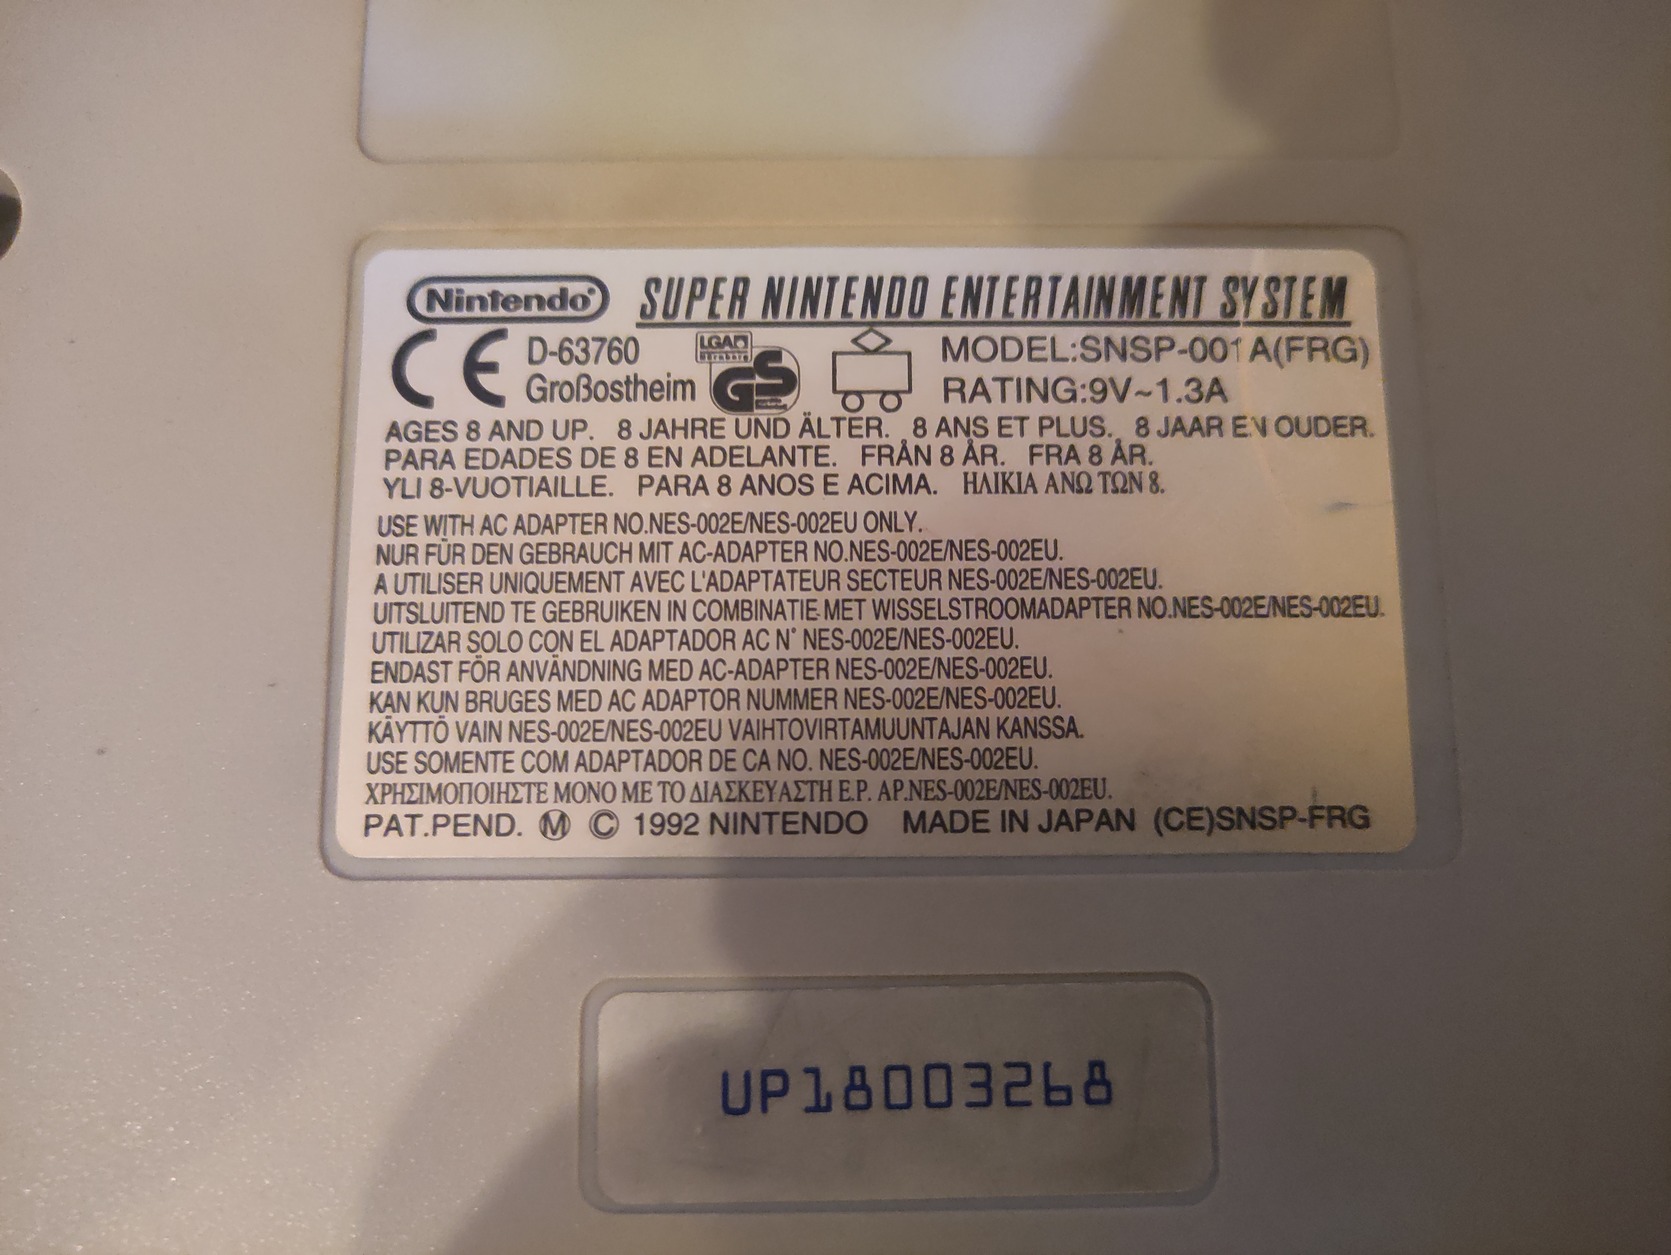 Nintendo® SUPER NINTENDO ENTERTAINMENT SYSTEM
CE D-63760 LGA MODEL:SNSP-001A(FRG)
Großostheim GS RATING:9V~1.3A
AGES 8 AND UP. 8 JAHRE UND ÄLTER. 8 ANS ET PLUS. 8 JAAR EN OUDER.
PARA EDADES DE 8 EN ADELANTE. FRÅN 8 ÅR. FRA 8 ÅR.
YLI 8-VUOTIAILLE. PARA 8 ANOS E ACIMA. ΗΛΙΚΙΑ ΑΝΩ ΤΩΝ 8.
USE WITH AC ADAPTER NO.NES-002E/NES-002EU ONLY.
NUR FÜR DEN GEBRAUCH MIT AC-ADAPTER NO.NES-002E/NES-002EU.
A UTILISER UNIQUEMENT AVEC L'ADAPTATEUR SECTEUR NES-002E/NES-002EU.
UITSLUITEND TE GEBRUIKEN IN COMBINATIE MET WISSELSTROOMADAPTER NO.NES-002E/NES-002EU.
UTILIZAR SOLO CON EL ADAPTADOR AC N° NES-002E/NES-002EU.
ENDAST FÖR ANVÄNDNING MED AC-ADAPTER NES-002E/NES-002EU.
KAN KUN BRUGES MED AC ADAPTOR NUMMER NES-002E/NES-002EU.
KÄYTTÖ VAIN NES-002E/NES-002EU VAIHTOVIRTAMUUNTAJAN KANSSA.
USE SOMENTE COM ADAPTADOR DE CA NO. NES-002E/NES-002EU.
ΧΡΗΣΙΜΟΠΟΙΗΣΤΕ ΜΟΝΟ ΜΕ ΤΟ ΔΙΑΣΚΕΥΑΣΤΗ Ε.Ρ. ΑΡ.NES-002E/NES-002EU.
PAT.PEND. Ⓜ © 1992 NINTENDO MADE IN JAPAN (CE)SNSP-FRG
UP18003268